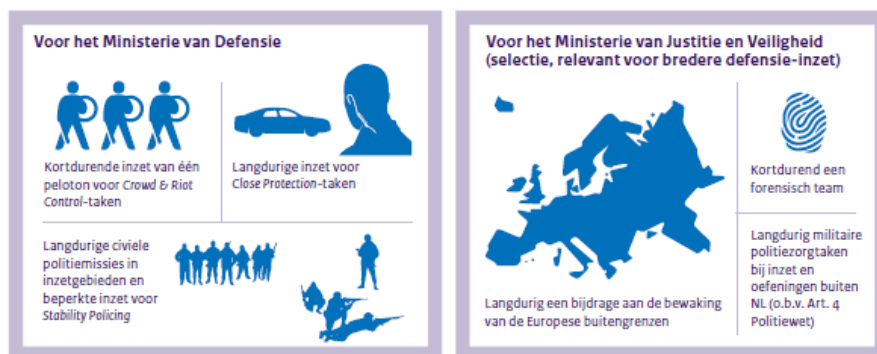 Voor het Ministerie van Defensie
Kortdurende inzet van één
peloton voor Crowd & Riot
Control-taken
Langdurige inzet voor
Close Protection-taken
Langdurige civiele
politiemissies in
inzetgebieden en
beperkte inzet voor
Stability Policing
Voor het Ministerie van Justitie en Veiligheid
(selectie, relevant voor bredere defensie-inzet)
Langdurig een bijdrage aan de bewaking
van de Europese buitengrenzen
Kortdurend een
forensisch team
Langdurig militaire
politiezorgtaken
bij inzet en
oefeningen buiten
NL (o.b.v. Art. 4
Politiewet)